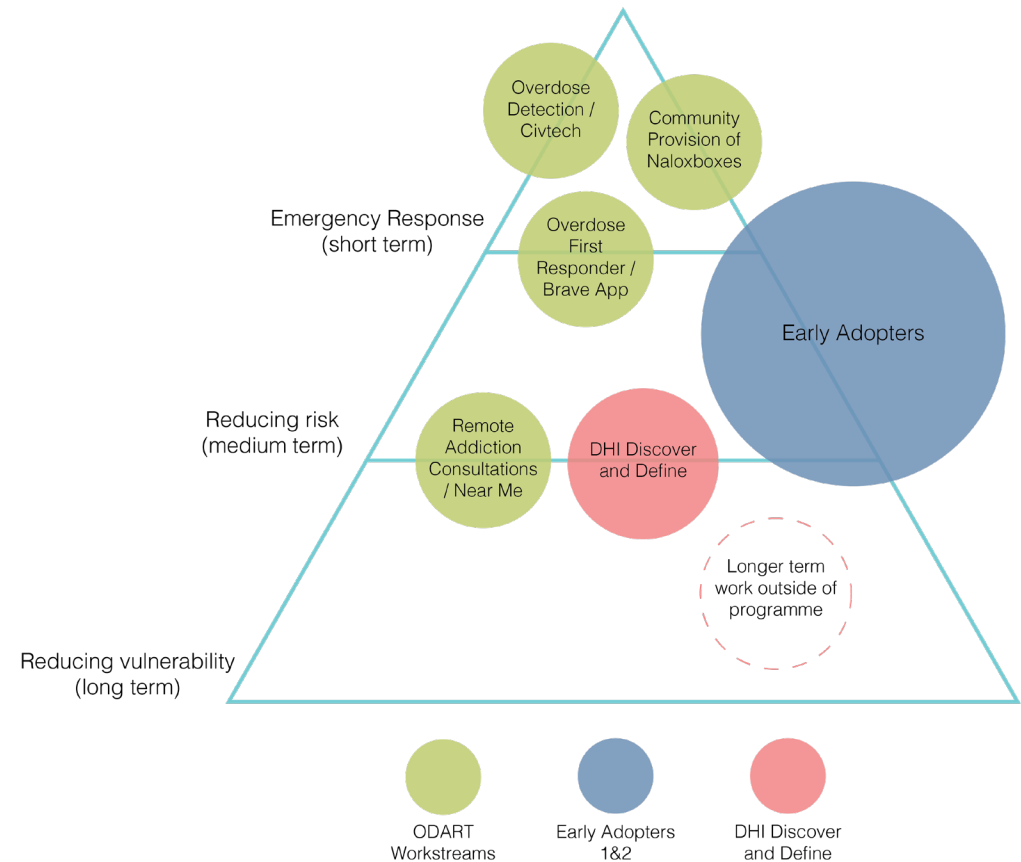 Overdose
Detection /
Civtech
Community
Provision of
Naloxboxes
Emergency Response
(short term)
Overdose
First
Responder /
Brave App
Early Adopters
Reducing risk
(medium term)
Remote
Addiction
Consultations
/ Near Me
DHI Discover
and Define
Longer term
work outside of
programme
Reducing vulnerability
(long term)
ODART
Workstreams
Early Adopters
1&2
DHI Discover
and Define